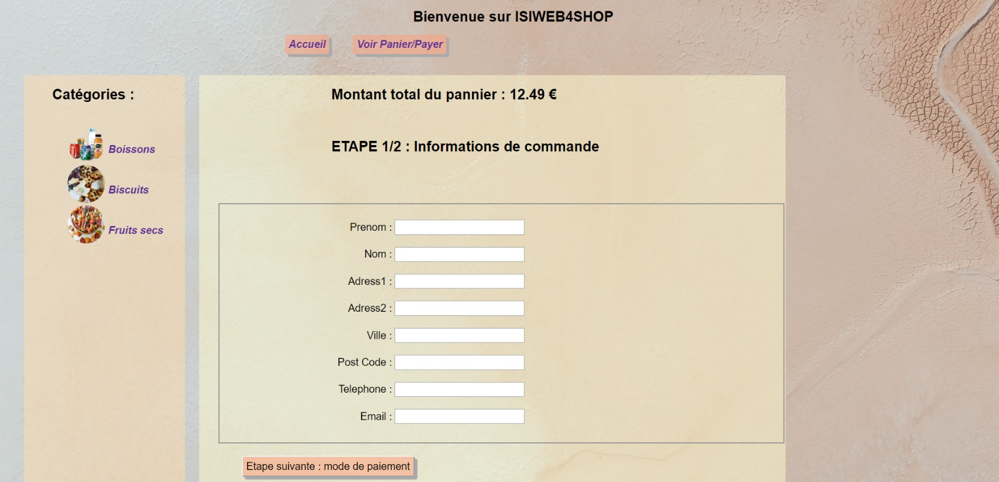 Bienvenue sur ISIWEB4SHOP
Accueil
Voir Panier/Payer
Catégories :
Boissons
Biscuits
Fruits secs
Montant total du pannier : 12.49 €
ETAPE 1/2 : Informations de commande
Prenom :
Nom :
Adress1 :
Adress2 :
Ville :
Post Code :
Telephone :
Email :
Etape suivante : mode de paiement